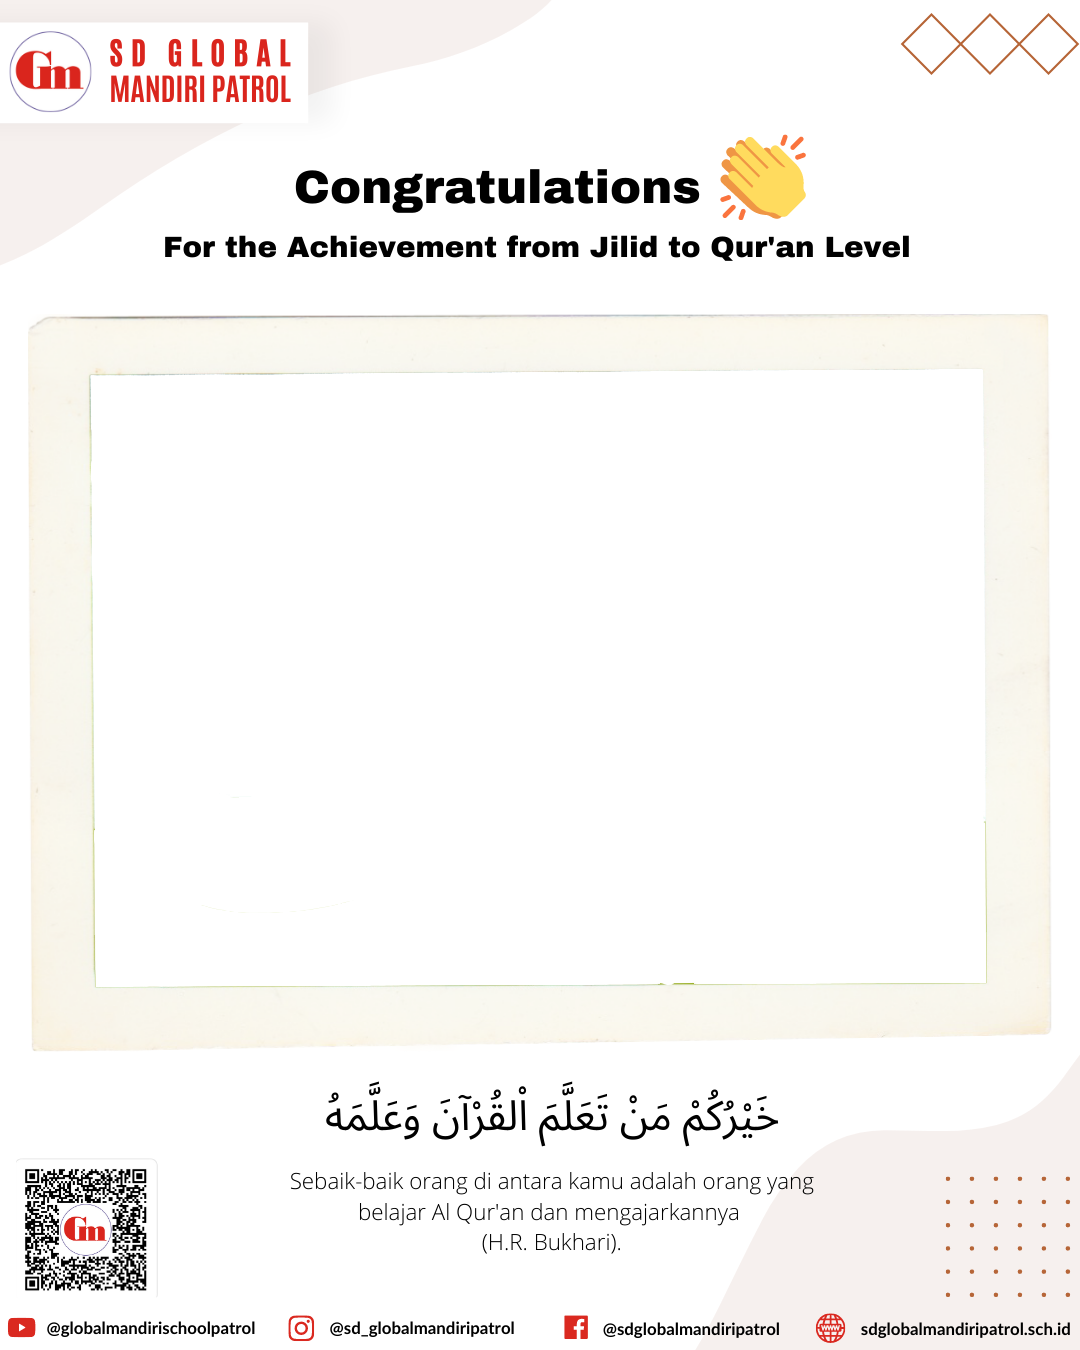 Gm
SD GLOBAL
MANDIRI PATROL
Congratulations
For the Achievement from Jilid to Qur'an Level
خَيْرُكُمْ مَنْ تَعَلَّمَ اْلقُرْآنَ وَعَلَّمَهُ
Sebaik-baik orang di antara kamu adalah orang yang
belajar Al Qur'an dan mengajarkannya
(H.R. Bukhari).
Gm
@globalmandirischoolpatrol
@sd_globalmandiripatrol
@sdglobalmandiripatrol
www
sdglobalmandiripatrol.sch.id